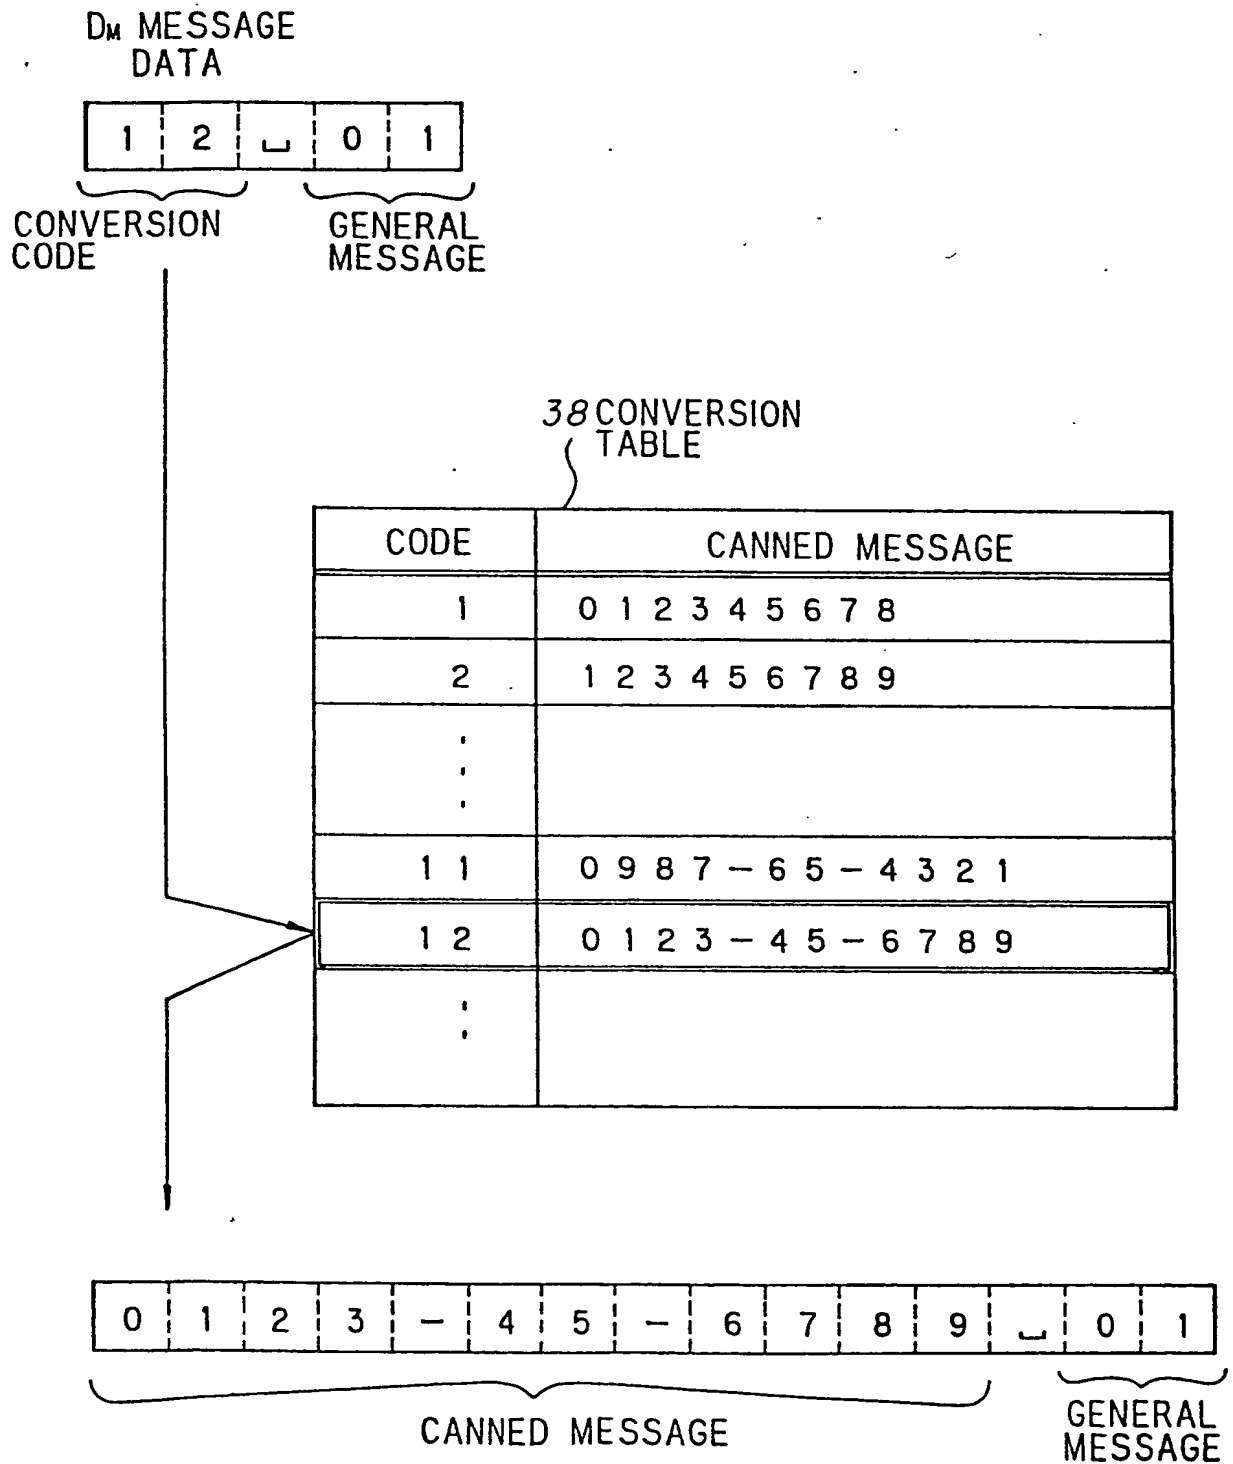 DM MESSAGE
DATA
1 2 ⎵ 0 1
CONVERSION
CODE
GENERAL
MESSAGE
38 CONVERSION
TABLE
CODE CANNED MESSAGE
1 0 1 2 3 4 5 6 7 8
2 1 2 3 4 5 6 7 8 9
1 1 0 9 8 7 – 6 5 – 4 3 2 1
1 2 0 1 2 3 – 4 5 – 6 7 8 9
0 1 2 3 – 4 5 – 6 7 8 9 ⎵ 0 1
CANNED MESSAGE
GENERAL
MESSAGE